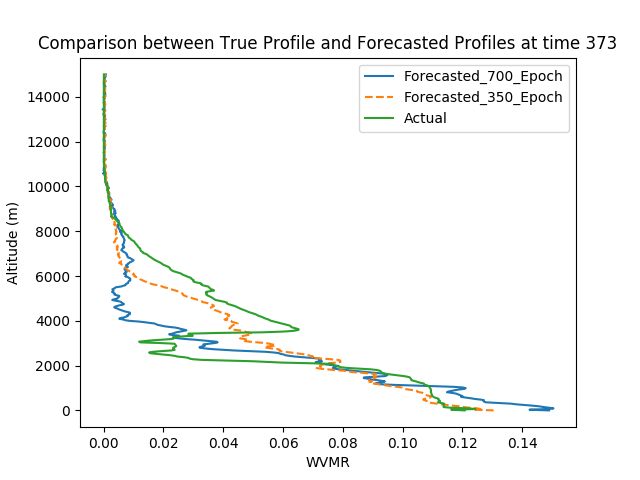 Comparison between True Profile and Forecasted Profiles at time 373
Forecasted_700_Epoch
Forecasted_350_Epoch
Actual
Altitude (m)
14000
12000
10000
8000
6000
4000
2000
0
0.00 0.02 0.04 0.06 0.08 0.10 0.12 0.14
WVMR